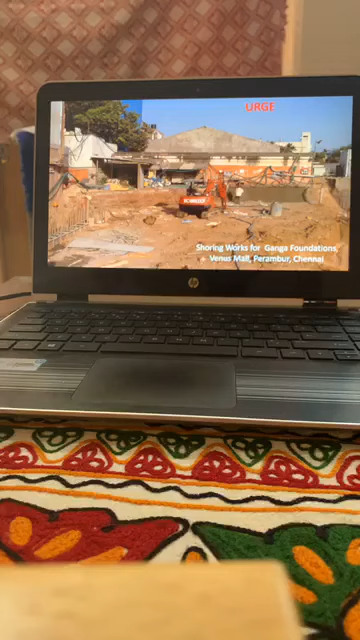 URGE
Shoring Works for Ganga Foundations,
Venus Mall, Perambur, Chennai
hp